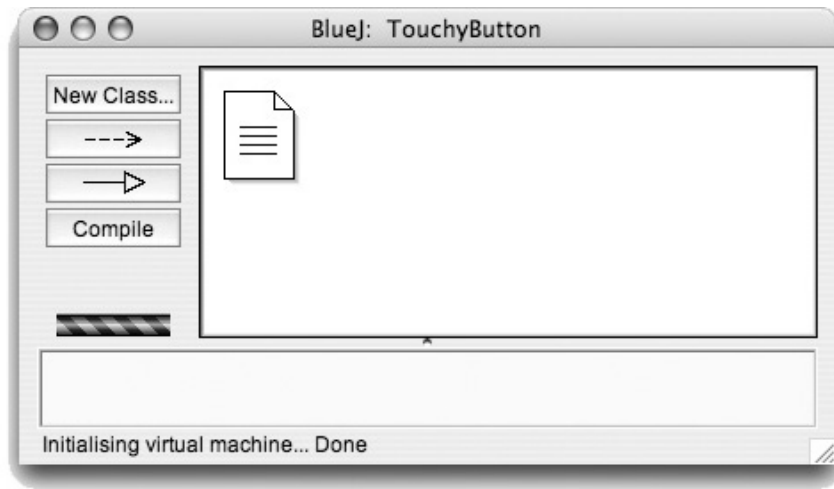 BlueJ: TouchyButton
New Class...
Compile
Initialising virtual machine... Done